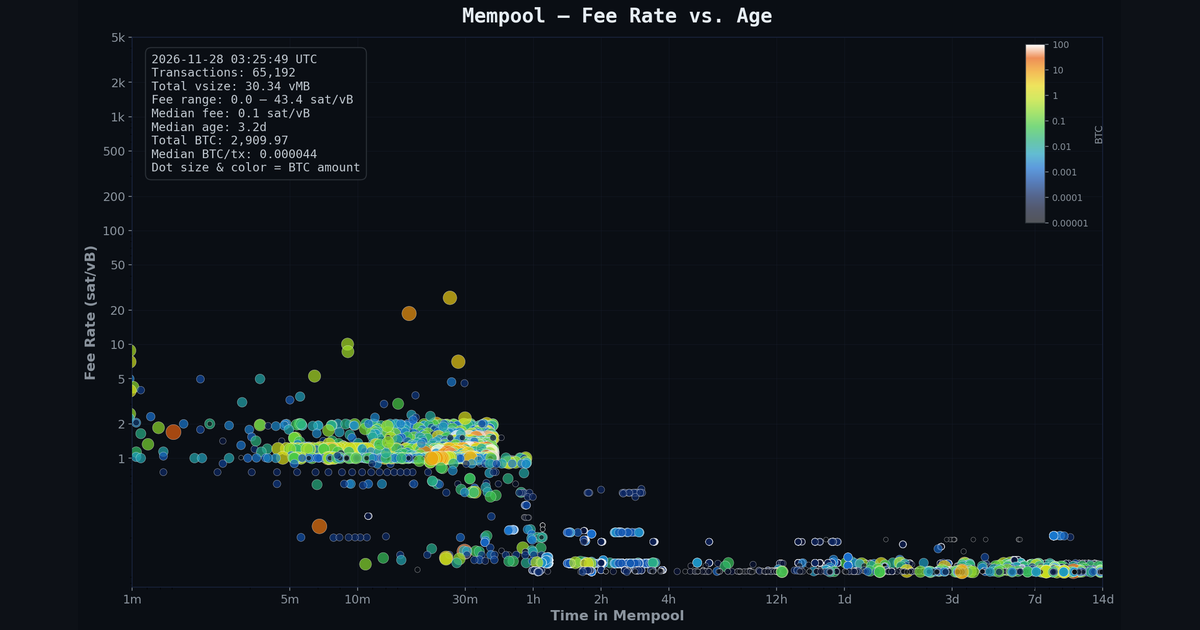 Mempool — Fee Rate vs. Age
5k
2k
1k
500
200
100
50
20
10
5
2
1
Fee Rate (sat/vB)
2026-11-28 03:25:49 UTC
Transactions: 65,192
Total vsize: 30.34 vMB
Fee range: 0.0 — 43.4 sat/vB
Median fee: 0.1 sat/vB
Median age: 3.2d
Total BTC: 2,909.97
Median BTC/tx: 0.000044
Dot size & color = BTC amount
100
10
1
0.1
0.01
0.001
0.0001
0.00001
BTC
1m
5m
10m
30m
1h
2h
4h
12h
1d
3d
7d
14d
Time in Mempool